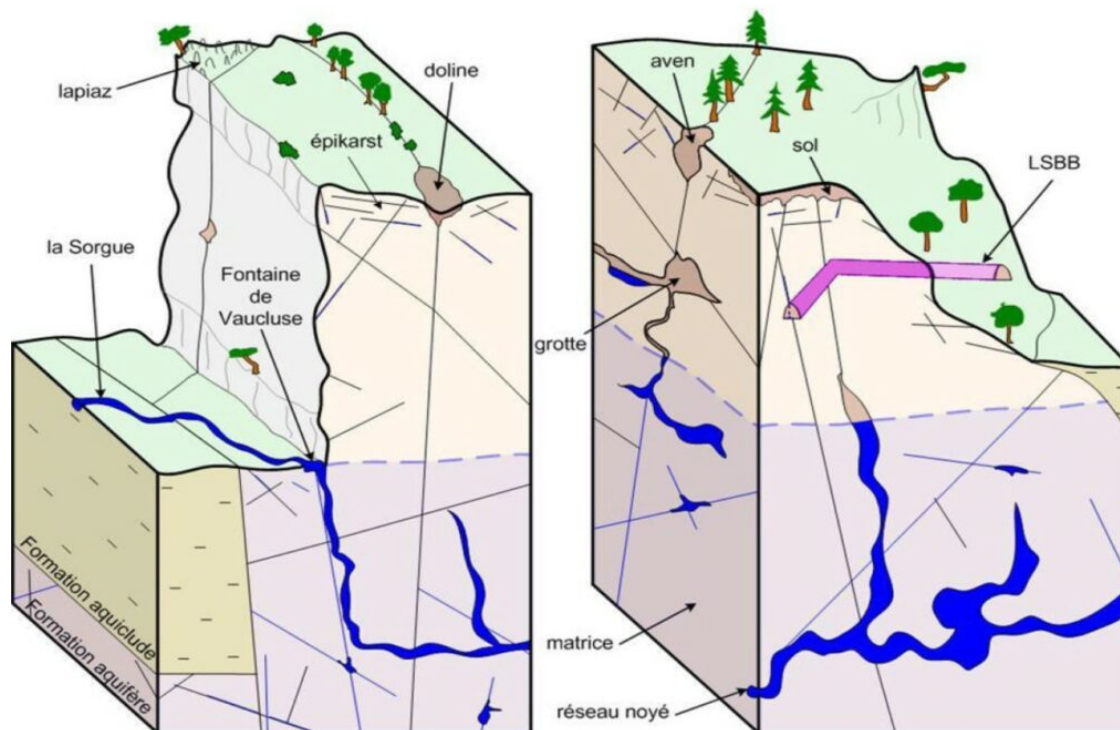 lapiaz
doline
épikarst
la Sorgue
Fontaine
de
Vaucluse
Formation aquiclude
Formation aquifère
aven
sol
LSBB
grotte
matrice
réseau noyé